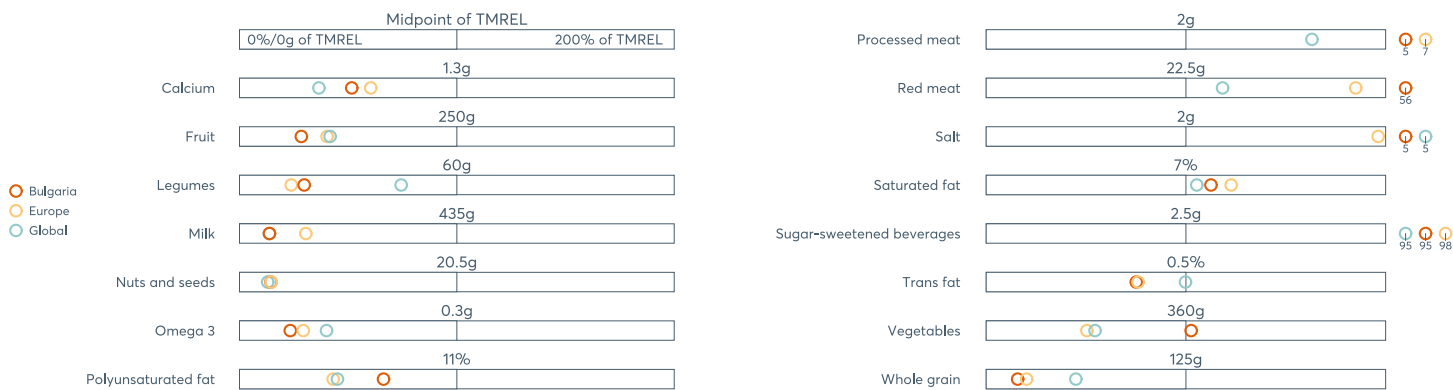 Midpoint of TMREL
0%/0g of TMREL 200% of TMREL
1.3g
Calcium
250g
Fruit
60g
Legumes
435g
Milk
20.5g
Nuts and seeds
0.3g
Omega 3
11%
Polyunsaturated fat
Bulgaria
Europe
Global
2g
Processed meat
5 7
22.5g
Red meat
56
2g
Salt
5 5
7%
Saturated fat
2.5g
Sugar-sweetened beverages
95 95 98
0.5%
Trans fat
360g
Vegetables
125g
Whole grain